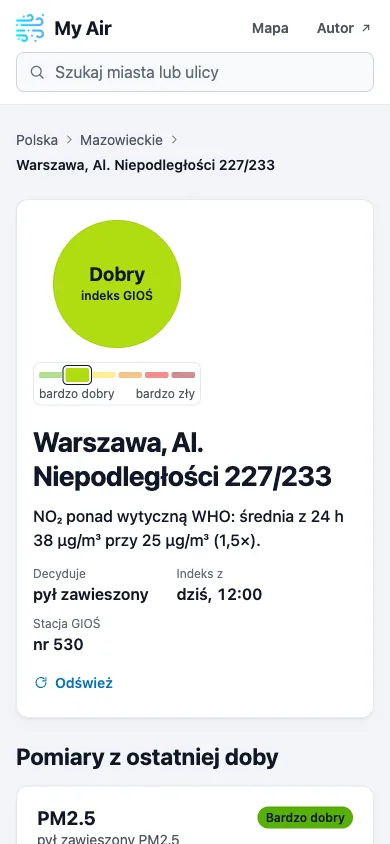 My Air
Mapa
Autor ↗
Szukaj miasta lub ulicy
Polska > Mazowieckie >
Warszawa, Al. Niepodległości 227/233
Dobry
indeks GIOŚ
bardzo dobry
bardzo zły
Warszawa, Al.
Niepodległości 227/233
NO₂ ponad wytyczną WHO: średnia z 24 h
38 µg/m³ przy 25 µg/m³ (1,5×).
Decyduje
pył zawieszony
Indeks z
dziś, 12:00
Stacja GIOŚ
nr 530
Odśwież
Pomiary z ostatniej doby
PM2.5
Bardzo dobry
pył zawieszony PM2.5